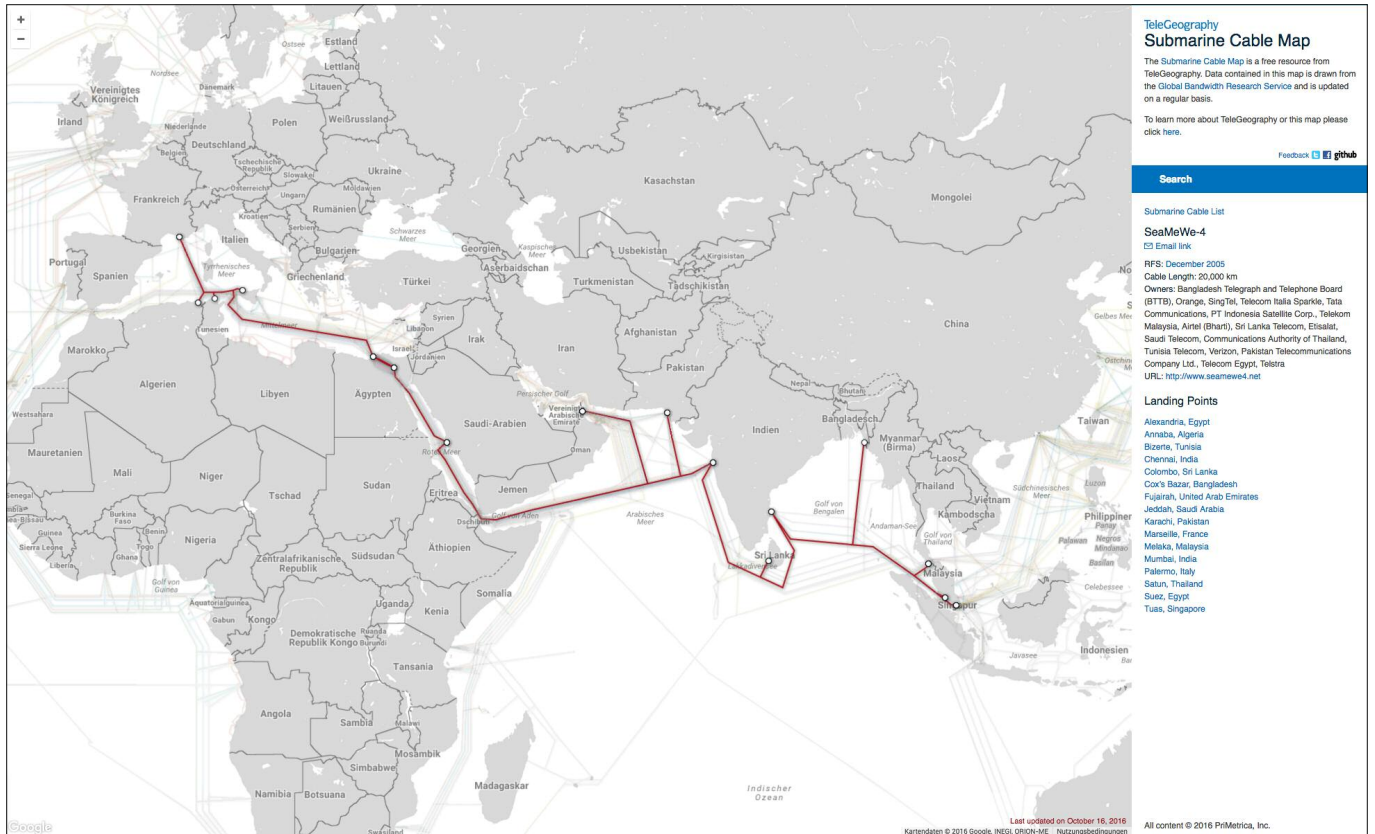 +
−
Ostsee
Estland
Lettland
Nordsee
Dänemark
Litauen
Vereinigtes
Königreich
Irland
Weißrussland
Niederlande
Polen
Deutschland
Belgien
Tschechische
Republik
Slowakei
Ukraine
Österreich
Ungarn
Moldawien
Kasachstan
Mongolei
Frankreich
Kroatien
Rumänien
Serbien
Italien
Bulgarien
Schwarzes
Meer
Georgien
Kaspisches
Meer
Usbekistan
Kirgisistan
Portugal
Spanien
Tyrrhenisches
Meer
Griechenland
Türkei
Aserbaidschan
Turkmenistan
Tadschikistan
No
S
Gelbes Mee
Tunesien
Mittelmeer
Syrien
Libanon
Irak
Iran
Afghanistan
China
Israel
Jordanien
Marokko
Pakistan
Ostchin
Algerien
Libyen
Ägypten
Persischer Golf
Nepal
Bhutan
Westsahara
Saudi-Arabien
Vereinigt
Arabische
Emirate
Indien
Bangladesch
Taiwan
Mauretanien
Rotes Meer
Oman
Myanmar
(Birma)
Laos
Mali
Niger
Tschad
Sudan
Eritrea
Jemen
Thailand
Vietnam
Südchinesisches
Meer
Luzon
Senegal
Burkina
Faso
Dschibuti
Golf von Aden
Arabisches
Meer
Golf von
Bengalen
Kambodscha
Philippiner
Panay
ea-Bissau
Guinea
Benin
Nigeria
Andaman-See
Golf von
Thailand
Palawan
Negros
Mindanao
Sierra Leone
Togo
Ghana
Äthiopien
Liberia
Zentralafrikanische
Republik
Südsudan
Sri Lanka
Lakkadivensee
Malaysia
Basilan
Golf von
Guinea
Somalia
Celebessee
Äquatorialguinea
Uganda
Kenia
Singapur
Gabun
Kongo
Demokratische
Republik Kongo
Ruanda
Burundi
Javasee
Indonesien
Ba
Tansania
Angola
Sambia
Malawi
Mosambik
Simbabwe
Namibia
Botsuana
Madagaskar
Indischer
Ozean
Swasiland
Google
Last updated on October 16, 2016
Kartendaten © 2016 Google, INEGI, ORION-ME
Nutzungsbedingungen
TeleGeography
Submarine Cable Map
The Submarine Cable Map is a free resource from
TeleGeography. Data contained in this map is drawn from
the Global Bandwidth Research Service and is updated
on a regular basis.
To learn more about TeleGeography or this map please
click here.
Feedback github
Search
Submarine Cable List
SeaMeWe-4
Email link
RFS: December 2005
Cable Length: 20,000 km
Owners: Bangladesh Telegraph and Telephone Board
(BTTB), Orange, SingTel, Telecom Italia Sparkle, Tata
Communications, PT Indonesia Satellite Corp., Telekom
Malaysia, Airtel (Bharti), Sri Lanka Telecom, Etisalat,
Saudi Telecom, Communications Authority of Thailand,
Tunisia Telecom, Verizon, Pakistan Telecommunications
Company Ltd., Telecom Egypt, Telstra
URL: http://www.seamewe4.net
Landing Points
Alexandria, Egypt
Annaba, Algeria
Bizerte, Tunisia
Chennai, India
Colombo, Sri Lanka
Cox's Bazar, Bangladesh
Fujairah, United Arab Emirates
Jeddah, Saudi Arabia
Karachi, Pakistan
Marseille, France
Melaka, Malaysia
Mumbai, India
Palermo, Italy
Satun, Thailand
Suez, Egypt
Tuas, Singapore
All content © 2016 PriMetrica, Inc.